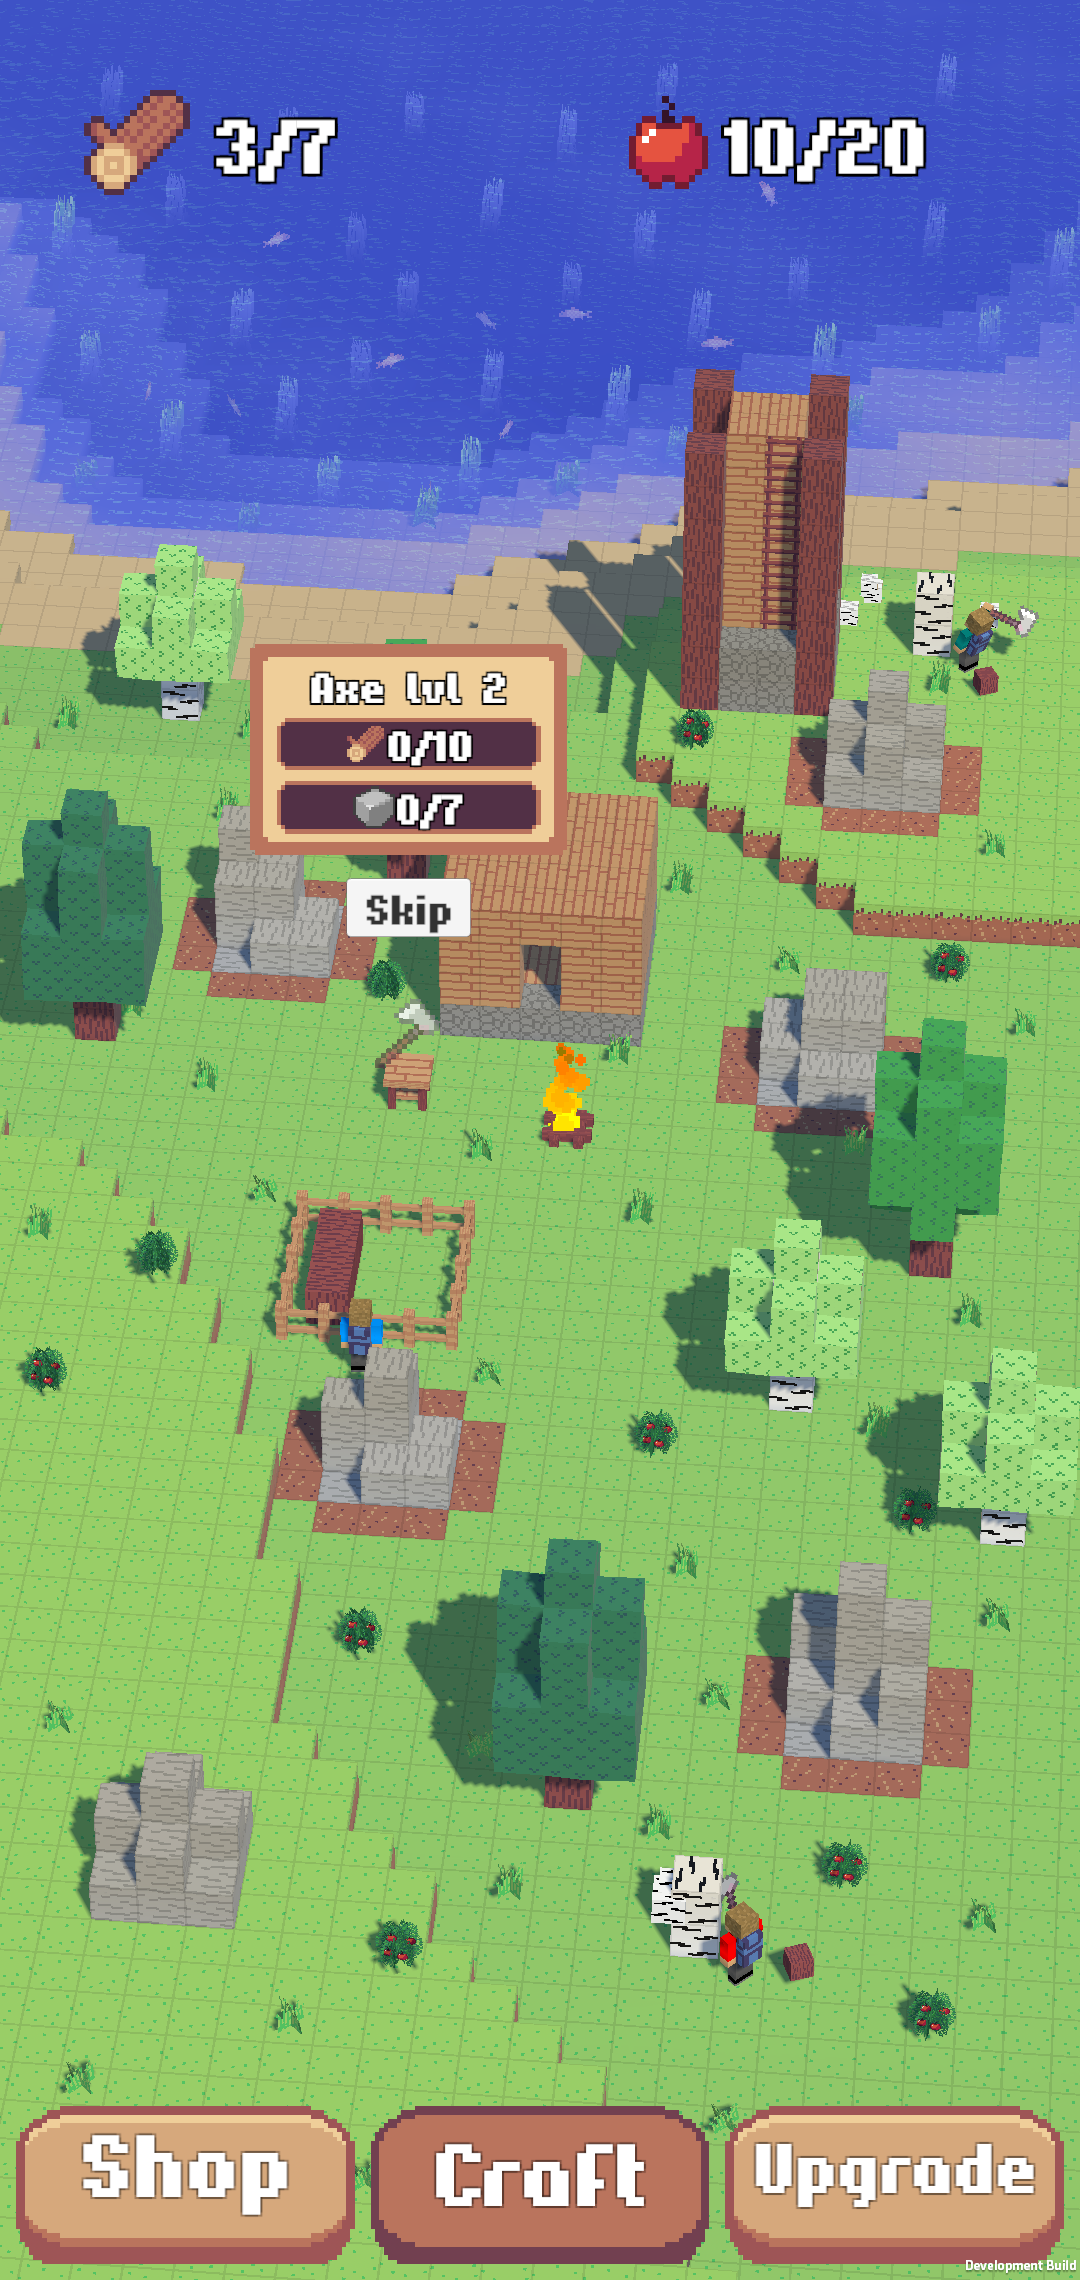 3/7
10/20
Axe lvl 2
0/10
0/7
Skip
Shop
Craft
Upgrade
Development Build